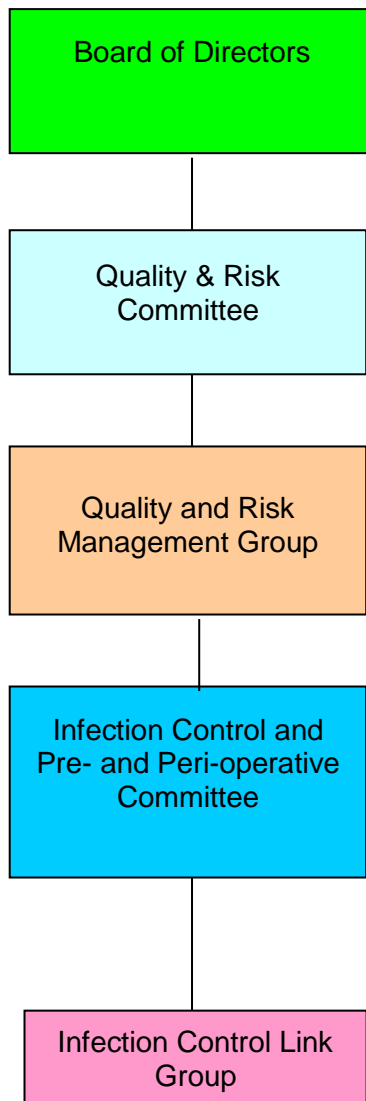 Board of Directors
Quality & Risk
Committee
Quality and Risk
Management Group
Infection Control and
Pre- and Peri-operative
Committee
Infection Control Link
Group